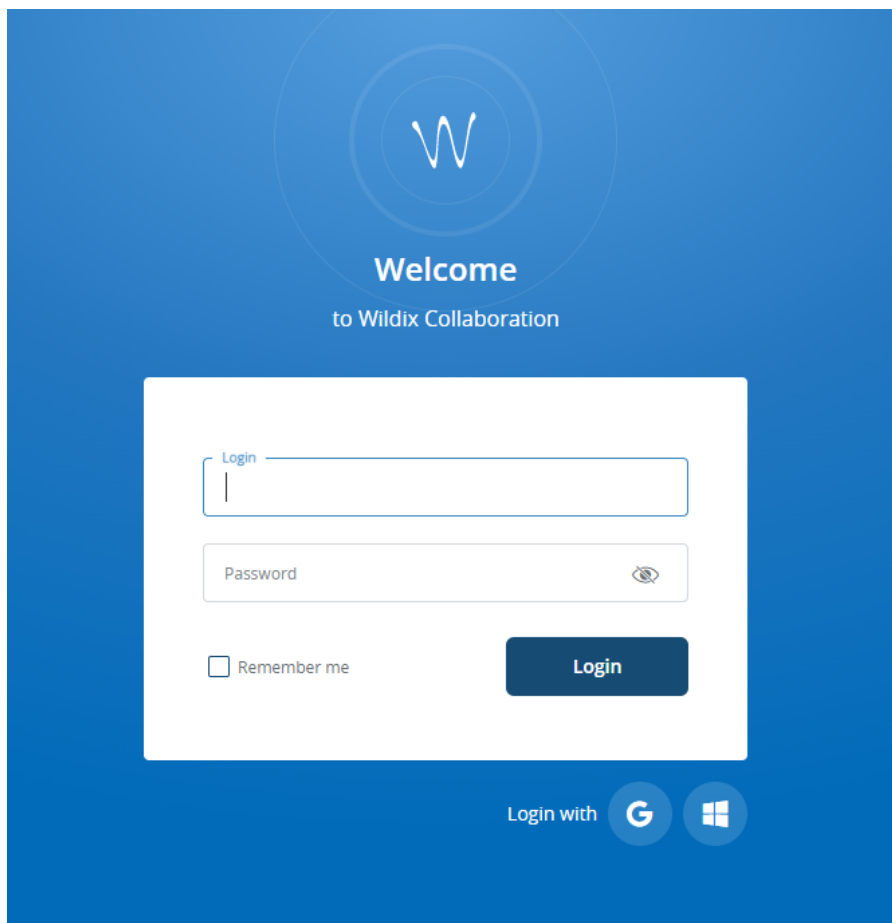 W
Welcome
to Wildix Collaboration
Login
Password
Remember me
Login
Login with
G